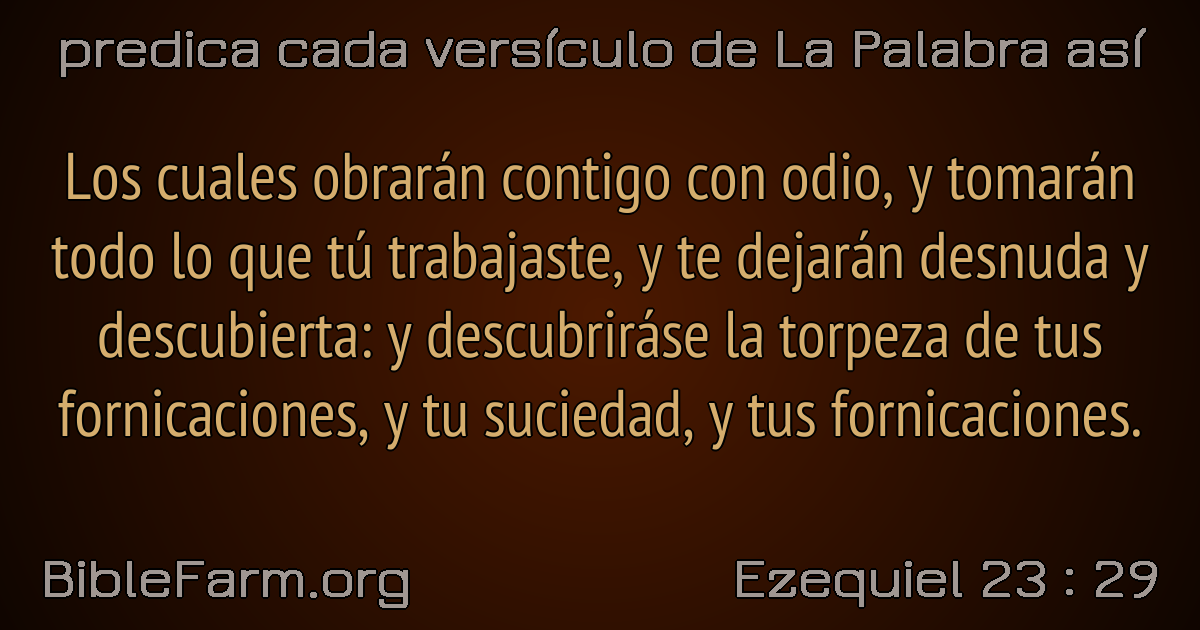 predica cada versículo de La Palabra así
Los cuales obrarán contigo con odio, y tomarán
todo lo que tú trabajaste, y te dejarán desnuda y
descubierta: y descubriráse la torpeza de tus
fornicaciones, y tu suciedad, y tus fornicaciones.
BibleFarm.org
Ezequiel 23 : 29